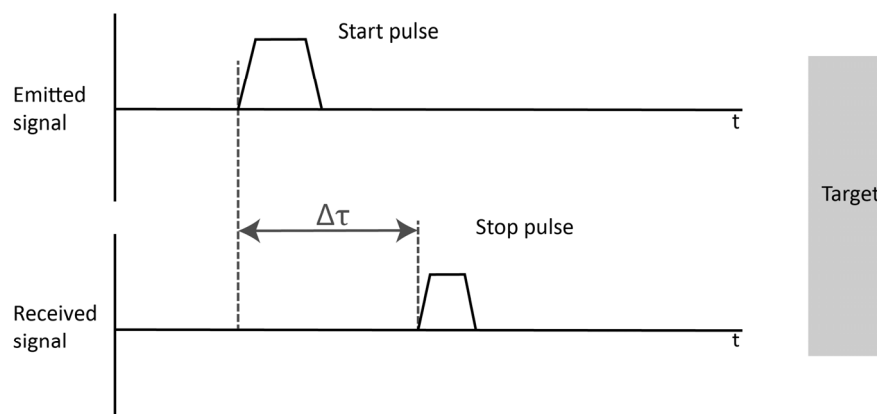 Start pulse
Emitted
signal
t
Target
Δτ
Stop pulse
Received
signal
t